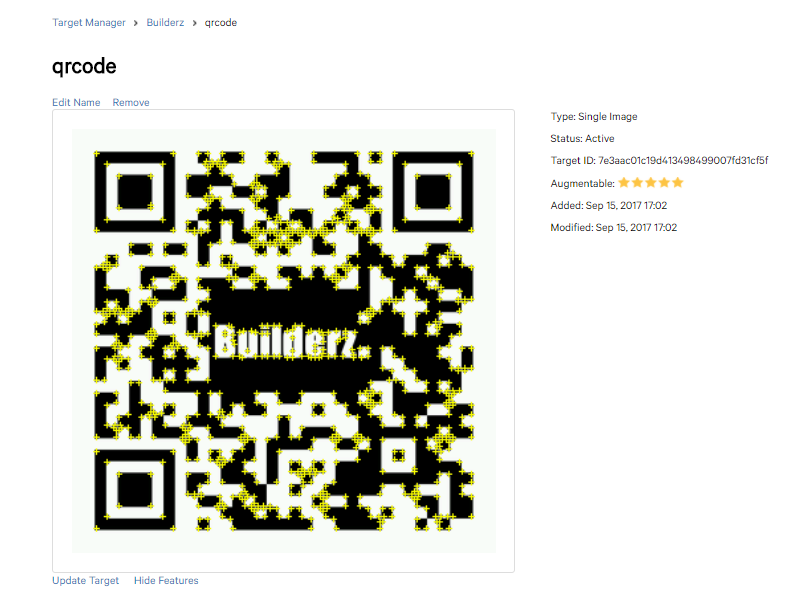 Target Manager > Builderz > qrcode
qrcode
Edit Name Remove
Type: Single Image
Status: Active
Target ID: 7e3aac01c19d413498499007fd31cf5f
Augmentable:
Added: Sep 15, 2017 17:02
Modified: Sep 15, 2017 17:02
Builderz.
Update Target Hide Features